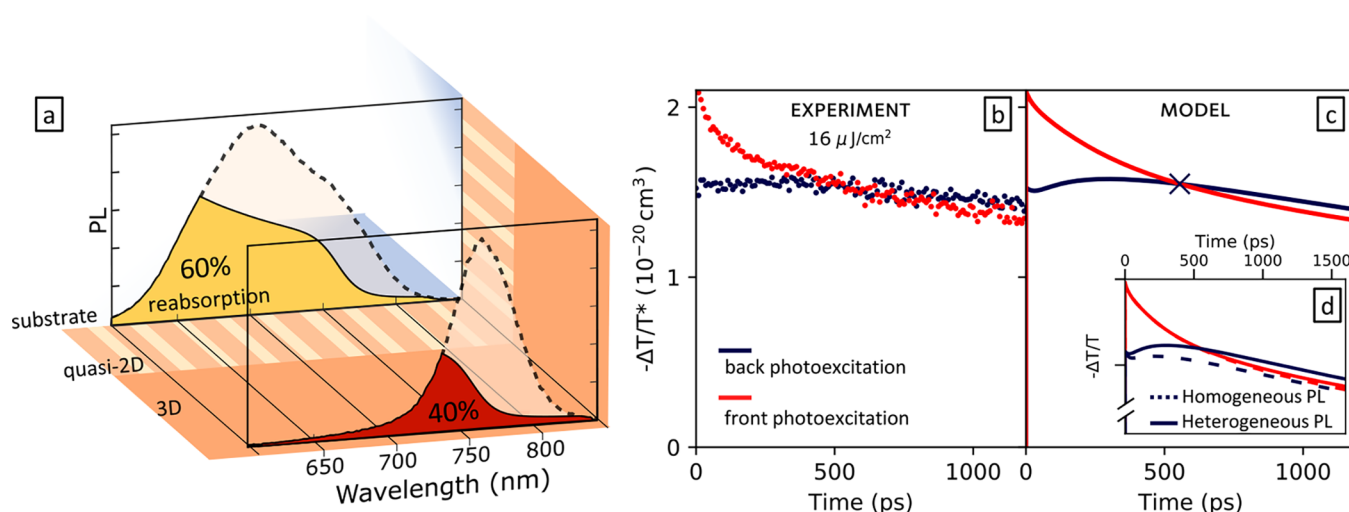 a
PL
60%
reabsorption
substrate
quasi-2D
3D
40%
650
700
750
800
Wavelength (nm)
-ΔT/T* (10⁻²⁰ cm³)
2
1
0
EXPERIMENT
16 μ J/cm²
b
back photoexcitation
front photoexcitation
0
500
1000
Time (ps)
MODEL
c
Time (ps)
0
500
1000
1500
d
-ΔT/T
Homogeneous PL
Heterogeneous PL
0
500
1000
Time (ps)